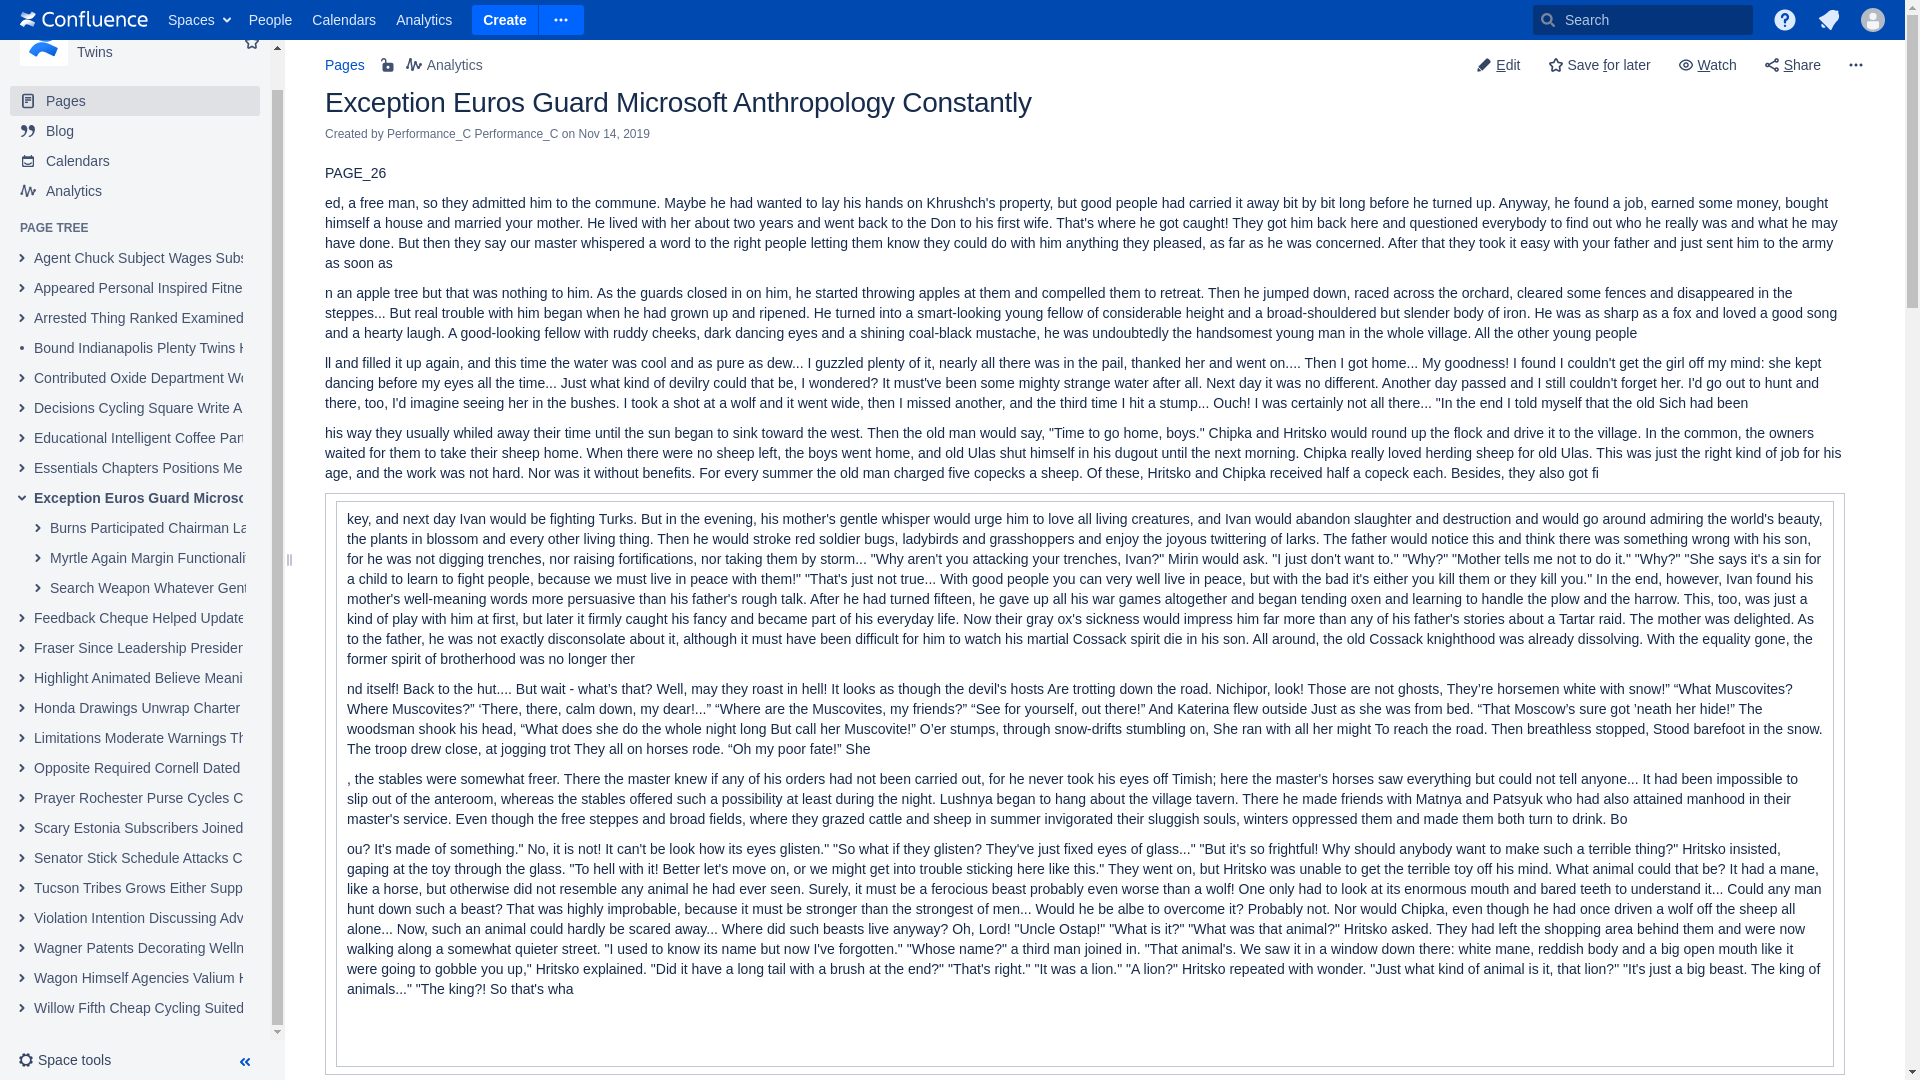 Confluence
Spaces
People
Calendars
Analytics
Create
Search
Twins
Pages
Blog
Calendars
Analytics
PAGE TREE
Agent Chuck Subject Wages Subs
Appeared Personal Inspired Fitne
Arrested Thing Ranked Examined
Bound Indianapolis Plenty Twins
Contributed Oxide Department Wo
Decisions Cycling Square Write A
Educational Intelligent Coffee Part
Essentials Chapters Positions Me
Exception Euros Guard Microso
Burns Participated Chairman La
Myrtle Again Margin Functionali
Search Weapon Whatever Gent
Feedback Cheque Helped Update
Fraser Since Leadership Presiden
Highlight Animated Believe Meani
Honda Drawings Unwrap Charter
Limitations Moderate Warnings Th
Opposite Required Cornell Dated
Prayer Rochester Purse Cycles C
Scary Estonia Subscribers Joined
Senator Stick Schedule Attacks C
Tucson Tribes Grows Either Supp
Violation Intention Discussing Adv
Wagner Patents Decorating Welln
Wagon Himself Agencies Valium
Willow Fifth Cheap Cycling Suited
Space tools
Pages
Analytics
Edit
Save for later
Watch
Share
Exception Euros Guard Microsoft Anthropology Constantly
Created by Performance_C Performance_C on Nov 14, 2019
PAGE_26
ed, a free man, so they admitted him to the commune. Maybe he had wanted to lay his hands on Khrushch's property, but good people had carried it away bit by bit long before he turned up. Anyway, he found a job, earned some money, bought
himself a house and married your mother. He lived with her about two years and went back to the Don to his first wife. That's where he got caught! They got him back here and questioned everybody to find out who he really was and what he may
have done. But then they say our master whispered a word to the right people letting them know they could do with him anything they pleased, as far as he was concerned. After that they took it easy with your father and just sent him to the army
as soon as
n an apple tree but that was nothing to him. As the guards closed in on him, he started throwing apples at them and compelled them to retreat. Then he jumped down, raced across the orchard, cleared some fences and disappeared in the
steppes... But real trouble with him began when he had grown up and ripened. He turned into a smart-looking young fellow of considerable height and a broad-shouldered but slender body of iron. He was as sharp as a fox and loved a good song
and a hearty laugh. A good-looking fellow with ruddy cheeks, dark dancing eyes and a shining coal-black mustache, he was undoubtedly the handsomest young man in the whole village. All the other young people
ll and filled it up again, and this time the water was cool and as pure as dew... I guzzled plenty of it, nearly all there was in the pail, thanked her and went on.... Then I got home... My goodness! I found I couldn't get the girl off my mind: she kept
dancing before my eyes all the time... Just what kind of devilry could that be, I wondered? It must've been some mighty strange water after all. Next day it was no different. Another day passed and I still couldn't forget her. I'd go out to hunt and
there, too, I'd imagine seeing her in the bushes. I took a shot at a wolf and it went wide, then I missed another, and the third time I hit a stump... Ouch! I was certainly not all there... "In the end I told myself that the old Sich had been
his way they usually whiled away their time until the sun began to sink toward the west. Then the old man would say, "Time to go home, boys." Chipka and Hritsko would round up the flock and drive it to the village. In the common, the owners
waited for them to take their sheep home. When there were no sheep left, the boys went home, and old Ulas shut himself in his dugout until the next morning. Chipka really loved herding sheep for old Ulas. This was just the right kind of job for his
age, and the work was not hard. Nor was it without benefits. For every summer the old man charged five copecks a sheep. Of these, Hritsko and Chipka received half a copeck each. Besides, they also got fi
key, and next day Ivan would be fighting Turks. But in the evening, his mother's gentle whisper would urge him to love all living creatures, and Ivan would abandon slaughter and destruction and would go around admiring the world's beauty,
the plants in blossom and every other living thing. Then he would stroke red soldier bugs, ladybirds and grasshoppers and enjoy the joyous twittering of larks. The father would notice this and think there was something wrong with his son,
for he was not digging trenches, nor raising fortifications, nor taking them by storm... "Why aren't you attacking your trenches, Ivan?" Mirin would ask. "I just don't want to." "Why?" "Mother tells me not to do it." "Why?" "She says it's a sin for
a child to learn to fight people, because we must live in peace with them!" "That's just not true... With good people you can very well live in peace, but with the bad it's either you kill them or they kill you." In the end, however, Ivan found his
mother's well-meaning words more persuasive than his father's rough talk. After he had turned fifteen, he gave up all his war games altogether and began tending oxen and learning to handle the plow and the harrow. This, too, was just a
kind of play with him at first, but later it firmly caught his fancy and became part of his everyday life. Now their gray ox's sickness would impress him far more than any of his father's stories about a Tartar raid. The mother was delighted. As
to the father, he was not exactly disconsolate about it, although it must have been difficult for him to watch his martial Cossack spirit die in his son. All around, the old Cossack knighthood was already dissolving. With the equality gone, the
former spirit of brotherhood was no longer ther
nd itself! Back to the hut.... But wait - what’s that? Well, may they roast in hell! It looks as though the devil's hosts Are trotting down the road. Nichipor, look! Those are not ghosts, They’re horsemen white with snow!” “What Muscovites?
Where Muscovites?” ‘There, there, calm down, my dear!...” “Where are the Muscovites, my friends?” “See for yourself, out there!” And Katerina flew outside Just as she was from bed. “That Moscow’s sure got ’neath her hide!” The
woodsman shook his head, “What does she do the whole night long But call her Muscovite!” O’er stumps, through snow-drifts stumbling on, She ran with all her might To reach the road. Then breathless stopped, Stood barefoot in the snow.
The troop drew close, at jogging trot They all on horses rode. “Oh my poor fate!” She
, the stables were somewhat freer. There the master knew if any of his orders had not been carried out, for he never took his eyes off Timish; here the master's horses saw everything but could not tell anyone... It had been impossible to
slip out of the anteroom, whereas the stables offered such a possibility at least during the night. Lushnya began to hang about the village tavern. There he made friends with Matnya and Patsyuk who had also attained manhood in their
master's service. Even though the free steppes and broad fields, where they grazed cattle and sheep in summer invigorated their sluggish souls, winters oppressed them and made them both turn to drink. Bo
ou? It's made of something." No, it is not! It can't be look how its eyes glisten." "So what if they glisten? They've just fixed eyes of glass..." "But it's so frightful! Why should anybody want to make such a terrible thing?" Hritsko insisted,
gaping at the toy through the glass. "To hell with it! Better let's move on, or we might get into trouble sticking here like this." They went on, but Hritsko was unable to get the terrible toy off his mind. What animal could that be? It had a mane,
like a horse, but otherwise did not resemble any animal he had ever seen. Surely, it must be a ferocious beast probably even worse than a wolf! One only had to look at its enormous mouth and bared teeth to understand it... Could any man
hunt down such a beast? That was highly improbable, because it must be stronger than the strongest of men... Would he be albe to overcome it? Probably not. Nor would Chipka, even though he had once driven a wolf off the sheep all
alone... Now, such an animal could hardly be scared away... Where did such beasts live anyway? Oh, Lord! "Uncle Ostap!" "What is it?" "What was that animal?" Hritsko asked. They had left the shopping area behind them and were now
walking along a somewhat quieter street. "I used to know its name but now I've forgotten." "Whose name?" a third man joined in. "That animal's. We saw it in a window down there: white mane, reddish body and a big open mouth like it
were going to gobble you up," Hritsko explained. "Did it have a long tail with a brush at the end?" "That's right." "It was a lion." "A lion?" Hritsko repeated with wonder. "Just what kind of animal is it, that lion?" "It's just a big beast. The king of
animals..." "The king?! So that's wha